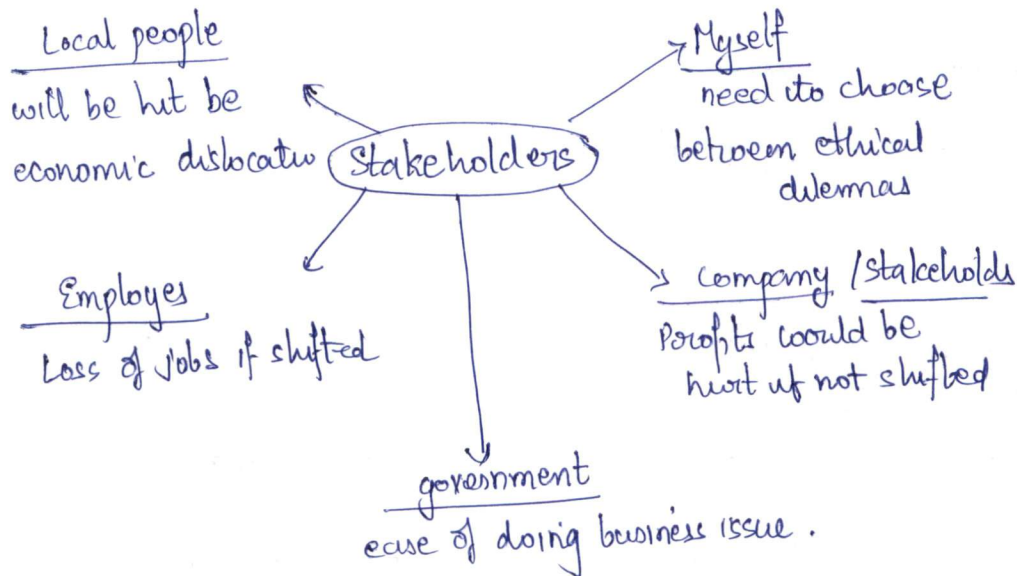 Stakeholders
Local people
will be hit be
economic dislocatio
Myself
need to choose
between ethical
dilemmas
Employes
Loss of jobs if shifted
Company / Stakeholds
Profits would be
hurt if not shifted
government
ease of doing business issue.